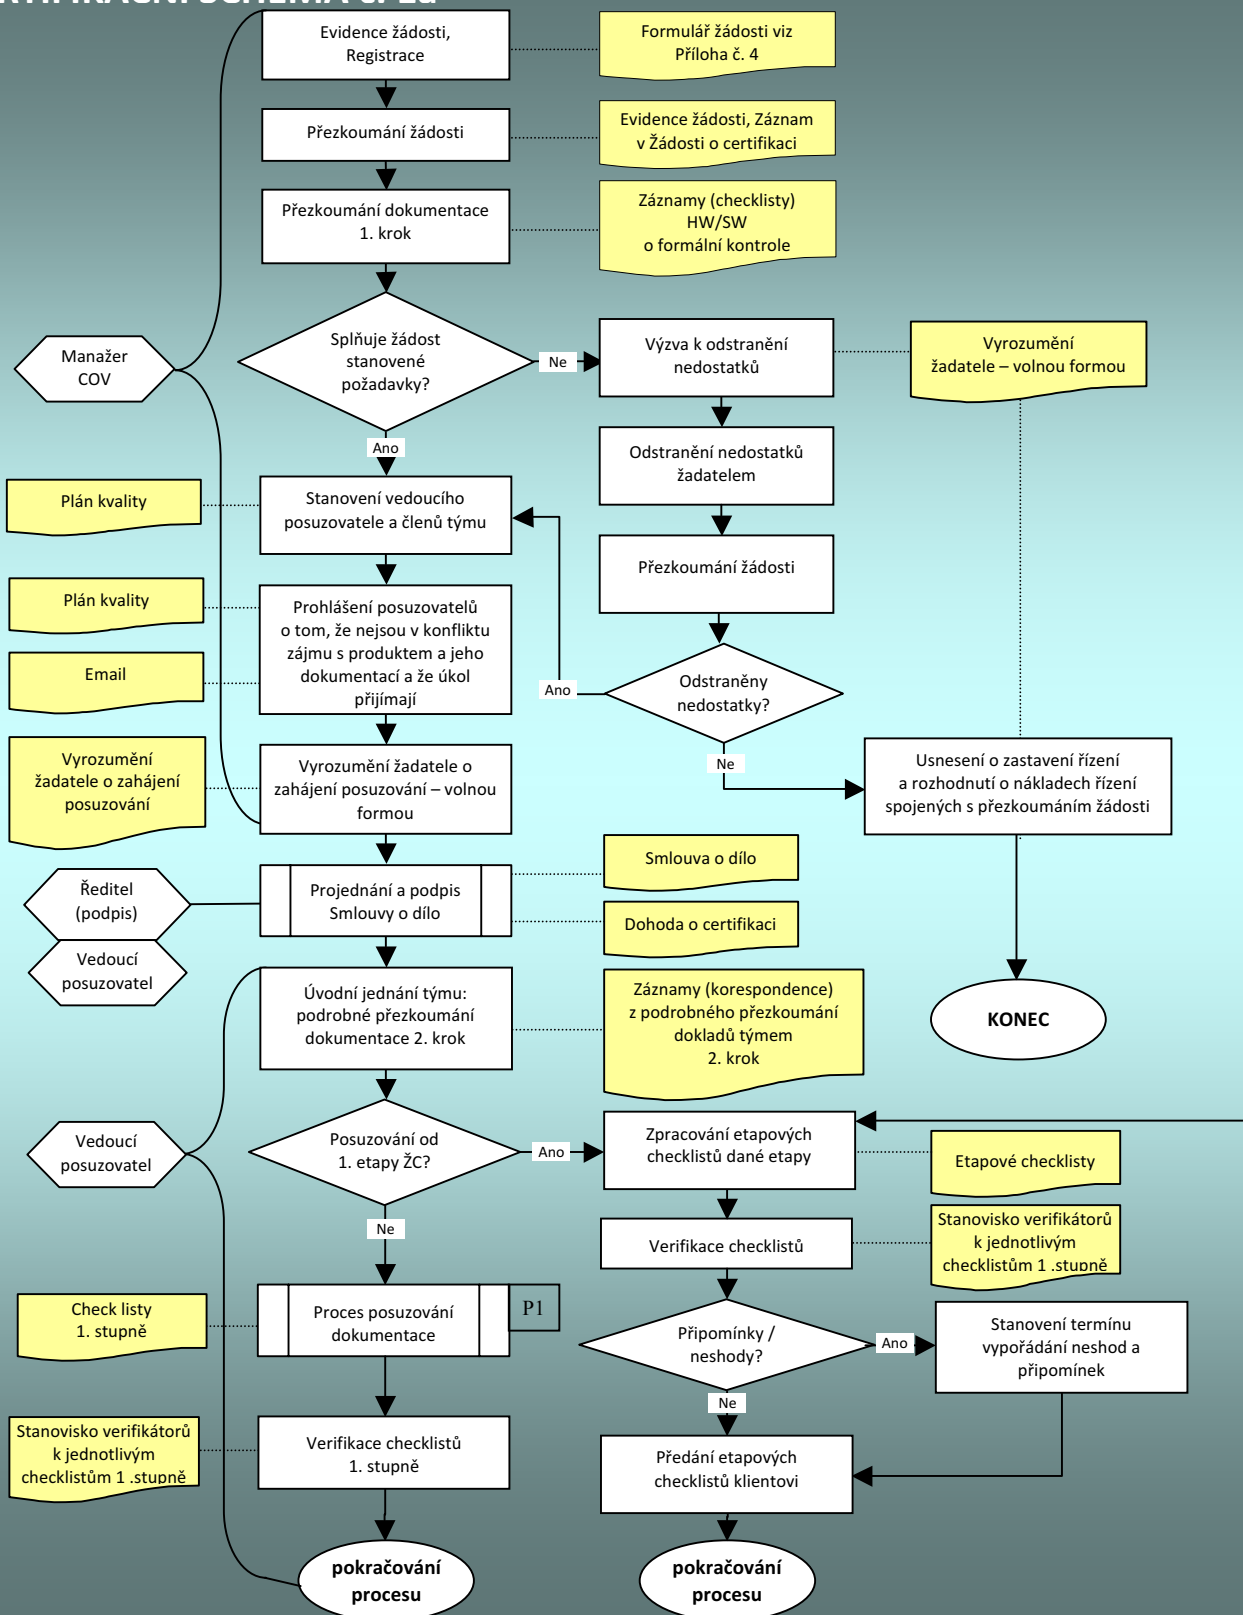 Evidence žádosti,
Registrace
Formulář žádosti viz
Příloha č. 4
Přezkoumání žádosti
Evidence žádosti, Záznam
v Žádosti o certifikaci
Přezkoumání dokumentace
1. krok
Záznamy (checklisty)
HW/SW
o formální kontrole
Manažer
COV
Splňuje žádost
stanovené
požadavky?
Ne
Výzva k odstranění
nedostatků
Vyrozumění
žadatele – volnou formou
Ano
Odstranění nedostatků
žadatelem
Plán kvality
Stanovení vedoucího
posuzovatele a členů týmu
Přezkoumání žádosti
Plán kvality
Prohlášení posuzovatelů
o tom, že nejsou v konfliktu
zájmu s produktem a jeho
dokumentací a že úkol
přijímají
Email
Ano
Odstraněny
nedostatky?
Ne
Vyrozumění
žadatele o zahájení
posuzování
Vyrozumění žadatele o
zahájení posuzování – volnou
formou
Usnesení o zastavení řízení
a rozhodnutí o nákladech řízení
spojených s přezkoumáním žádosti
Ředitel
(podpis)
Projednání a podpis
Smlouvy o dílo
Smlouva o dílo
Dohoda o certifikaci
Vedoucí
posuzovatel
Úvodní jednání týmu:
podrobné přezkoumání
dokumentace 2. krok
Záznamy (korespondence)
z podrobného přezkoumání
dokladů týmem
2. krok
KONEC
Vedoucí
posuzovatel
Posuzování od
1. etapy ŽC?
Ano
Zpracování etapových
checklistů dané etapy
Etapové checklisty
Ne
Verifikace checklistů
Stanovisko verifikátorů
k jednotlivým
checklistům 1 .stupně
Check listy
1. stupně
Proces posuzování
dokumentace
P1
Připomínky /
neshody?
Ano
Stanovení termínu
vypořádání neshod a
připomínek
Ne
Stanovisko verifikátorů
k jednotlivým
checklistům 1 .stupně
Verifikace checklistů
1. stupně
Předání etapových
checklistů klientovi
pokračování
procesu
pokračování
procesu